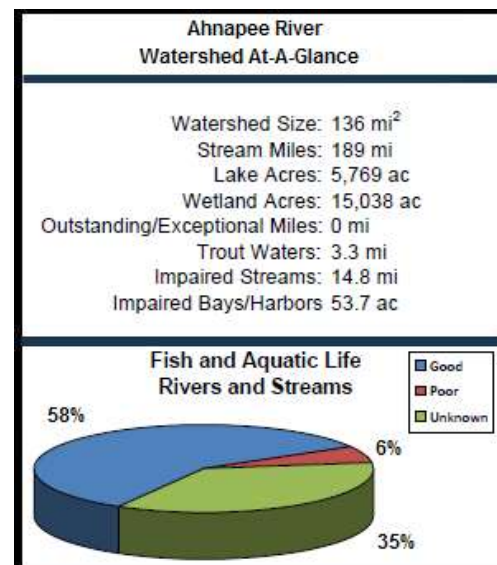 Ahnapee River
Watershed At-A-Glance
Watershed Size: 136 mi²
Stream Miles: 189 mi
Lake Acres: 5,769 ac
Wetland Acres: 15,038 ac
Outstanding/Exceptional Miles: 0 mi
Trout Waters: 3.3 mi
Impaired Streams: 14.8 mi
Impaired Bays/Harbors 53.7 ac
Fish and Aquatic Life
Rivers and Streams
Good
Poor
Unknown
58%
6%
35%